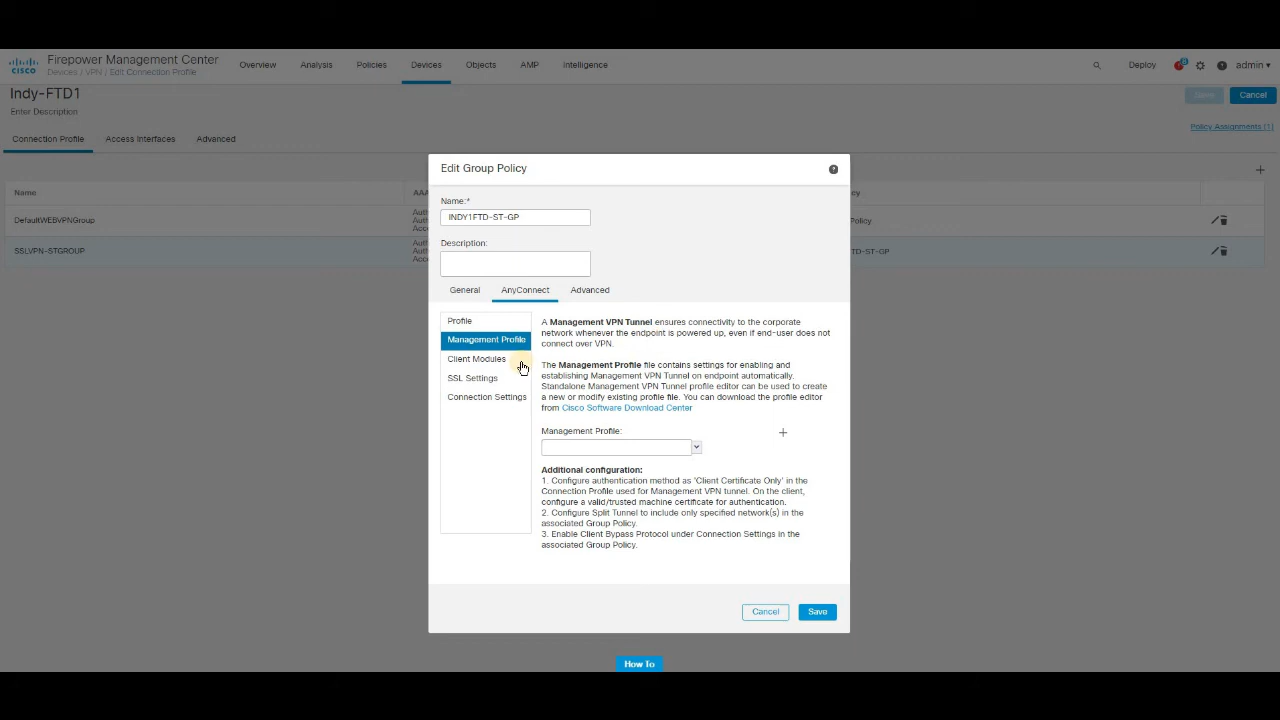 Firepower Management Center
Devices / VPN / Edit Connection Profile
cisco
Overview Analysis Policies Devices Objects AMP Intelligence
Deploy admin
Indy-FTD1
Enter Description
Save Cancel
Policy Assignments (1)
Connection Profile Access Interfaces Advanced
Name
DefaultWEBVPNGroup
SSLVPN-STGROUP
AAA
Auth
Auth
Acco
Auth
Auth
Acco
cy
Policy
TD-ST-GP
Edit Group Policy
Name:*
INDY1FTD-ST-GP
Description:
General AnyConnect Advanced
Profile
Management Profile
Client Modules
SSL Settings
Connection Settings
A Management VPN Tunnel ensures connectivity to the corporate
network whenever the endpoint is powered up, even if end-user does not
connect over VPN.
The Management Profile file contains settings for enabling and
establishing Management VPN Tunnel on endpoint automatically.
Standalone Management VPN Tunnel profile editor can be used to create
a new or modify existing profile file. You can download the profile editor
from Cisco Software Download Center
Management Profile:
Additional configuration:
1. Configure authentication method as 'Client Certificate Only' in the
Connection Profile used for Management VPN tunnel. On the client,
configure a valid/trusted machine certificate for authentication.
2. Configure Split Tunnel to include only specified network(s) in the
associated Group Policy.
3. Enable Client Bypass Protocol under Connection Settings in the
associated Group Policy.
Cancel Save
How To